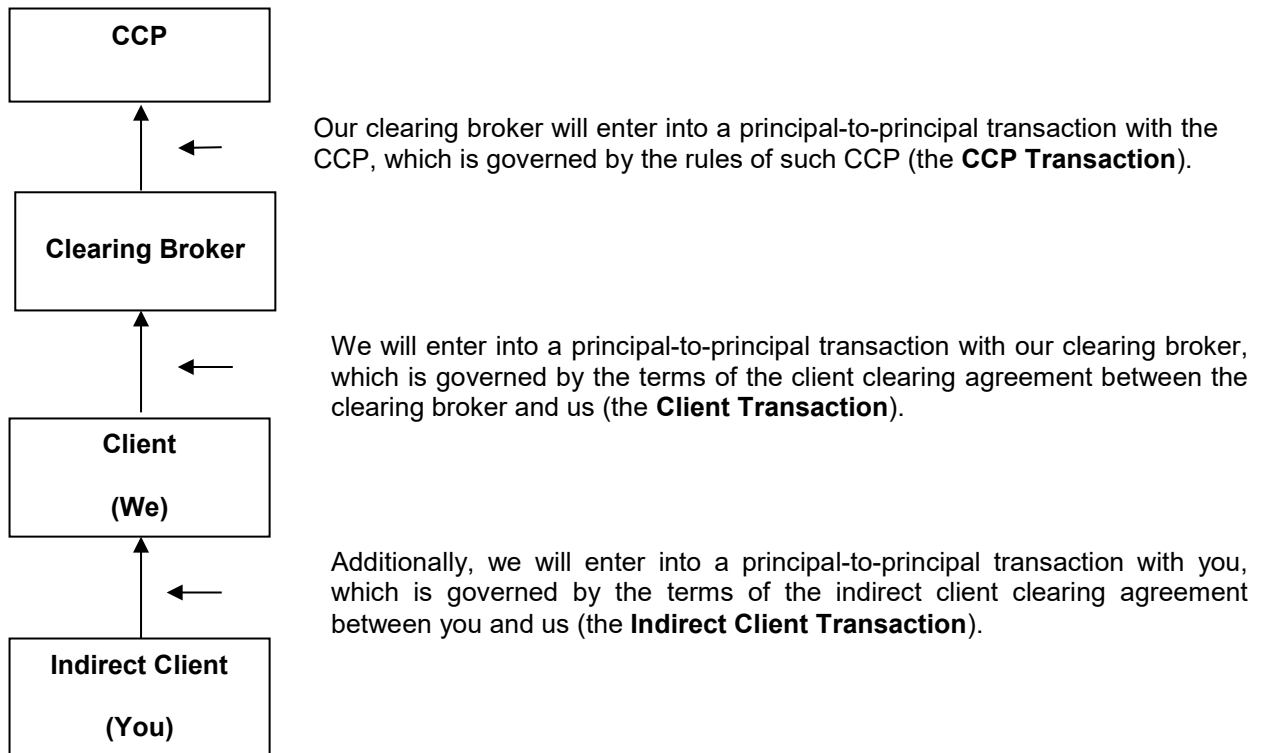 CCP
Our clearing broker will enter into a principal-to-principal transaction with the
CCP, which is governed by the rules of such CCP (the CCP Transaction).
Clearing Broker
We will enter into a principal-to-principal transaction with our clearing broker,
which is governed by the terms of the client clearing agreement between the
clearing broker and us (the Client Transaction).
Client
(We)
Additionally, we will enter into a principal-to-principal transaction with you,
which is governed by the terms of the indirect client clearing agreement
between you and us (the Indirect Client Transaction).
Indirect Client
(You)